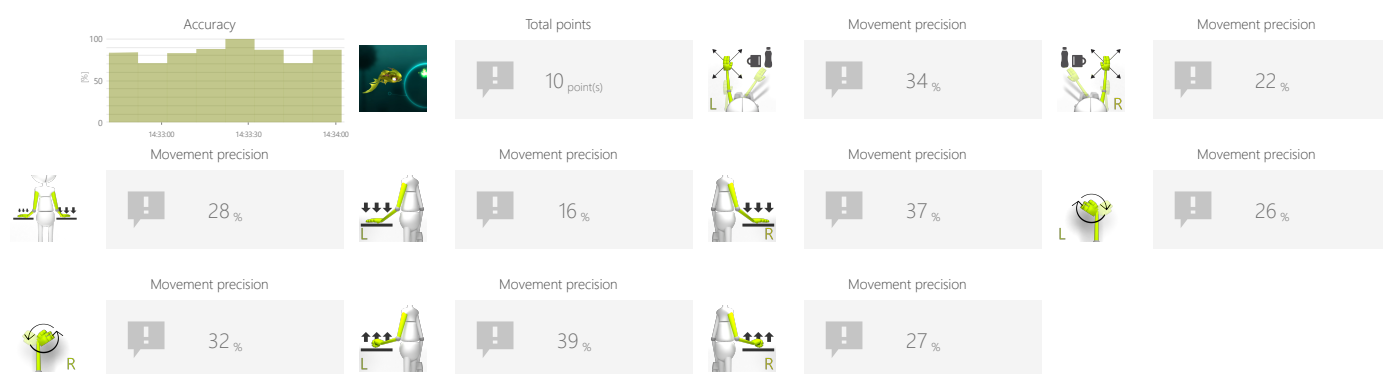 Accuracy
100
50
0
[%]
14:33:00 14:33:30 14:34:00
Total points
10 point(s)
Movement precision
L
34 %
Movement precision
R
22 %
Movement precision
28 %
Movement precision
L
16 %
Movement precision
R
37 %
Movement precision
L
26 %
Movement precision
R
32 %
Movement precision
L
39 %
Movement precision
R
27 %